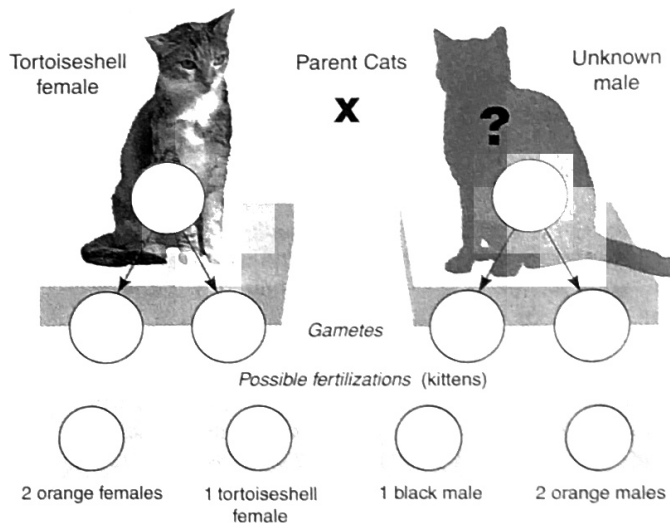 Tortoiseshell
female
Parent Cats
x
Unknown
male
?
Gametes
Possible fertilizations (kittens)
2 orange females
1 tortoiseshell
female
1 black male
2 orange males